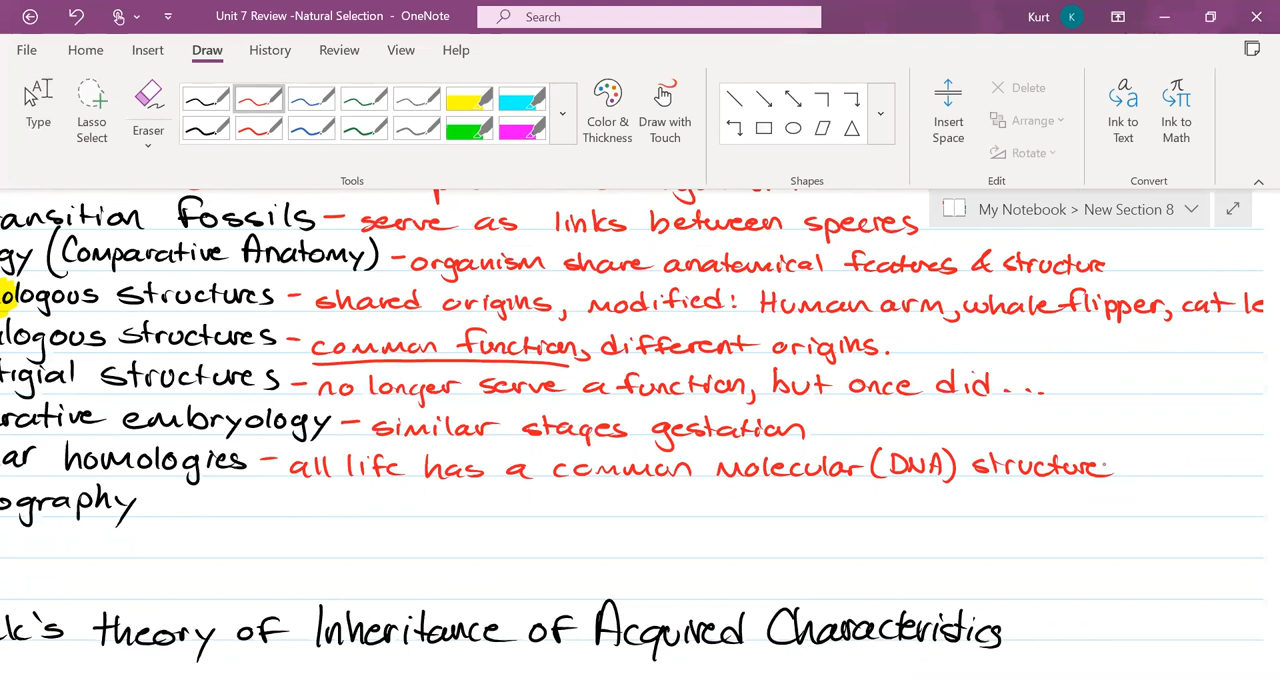 Unit 7 Review -Natural Selection - OneNote
Search
Kurt K
File Home Insert Draw History Review View Help
Type
Lasso Select
Eraser
Color & Thickness
Draw with Touch
Insert Space
Delete
Arrange
Rotate
Ink to Text
Ink to Math
Tools
Shapes
Edit
Convert
My Notebook > New Section 8
ansition Fossils - serve as links between species
gy (Comparative Anatomy) - organism share anatomical features & structure
ologous structures - shared origins, modified: Human arm, whale flipper, cat le
logous structures - common function, different origins.
tigial structures - no longer serve a function, but once did ...
rative embryology - similar stages gestation
ar homologies - all life has a common molecular (DNA) structure
ography
k's theory of Inheritance of Acquired Characteristics